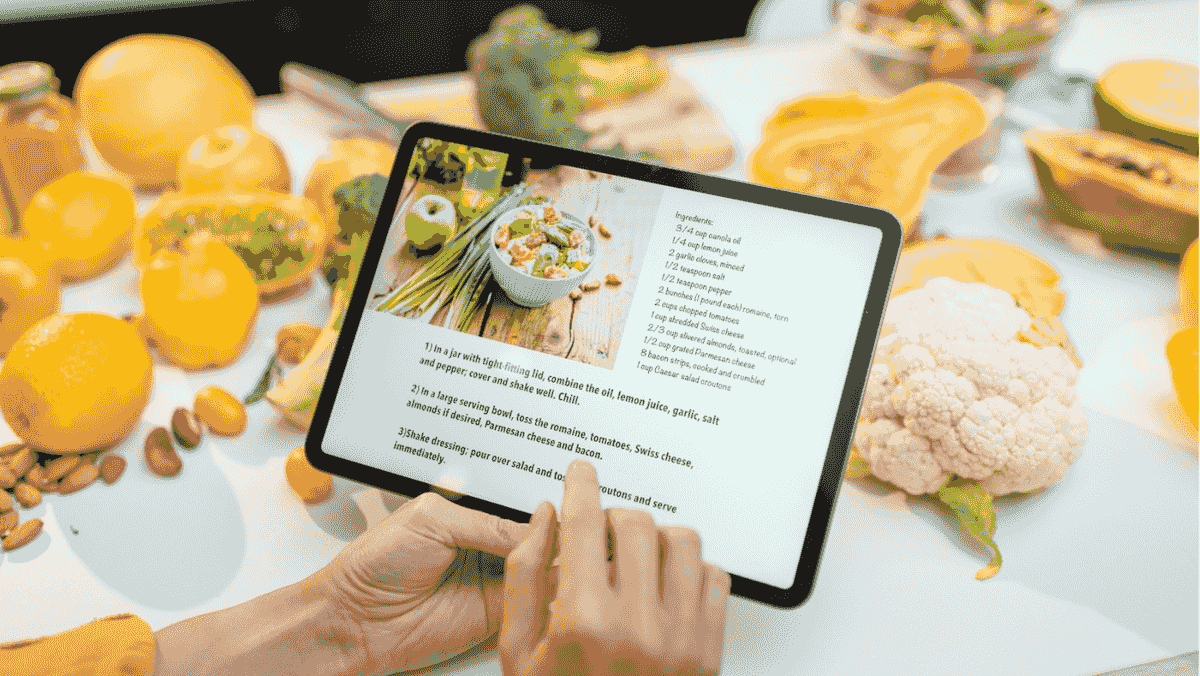 Ingredients:
3/4 cup canola oil
1/4 cup lemon juice
2 garlic cloves, minced
1/2 teaspoon salt
1/2 teaspoon pepper
2 bunches (1 pound each) romaine, torn
2 cups chopped tomatoes
1 cup shredded Swiss cheese
2/3 cup slivered almonds, toasted, optional
1/2 cup grated Parmesan cheese
8 bacon strips, cooked and crumbled
1 cup Caesar salad croutons
1) In a jar with tight-fitting lid, combine the oil, lemon juice, garlic, salt
and pepper; cover and shake well. Chill.
2) In a large serving bowl, toss the romaine, tomatoes, Swiss cheese,
almonds if desired, Parmesan cheese and bacon.
3)Shake dressing; pour over salad and and serve
immediately.